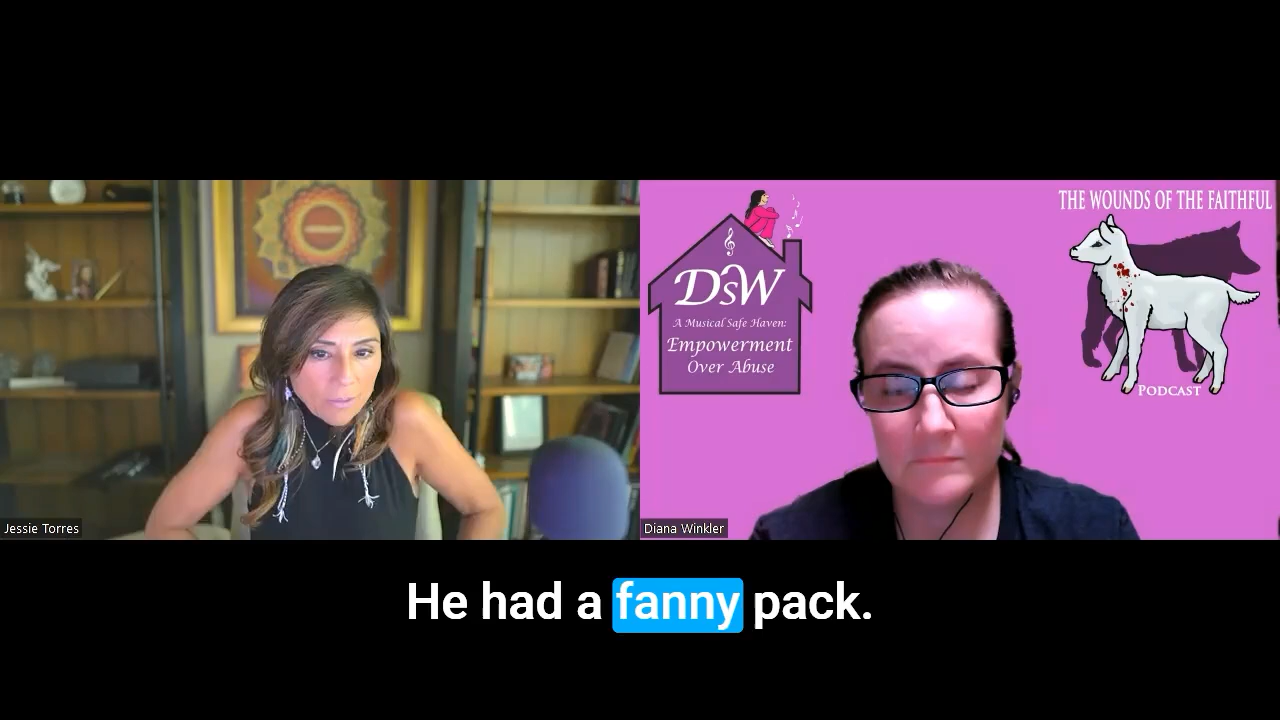 THE WOUNDS OF THE FAITHFUL
DSW
A Musical Safe Haven:
Empowerment
Over Abuse
PODCAST
Jessie Torres
Diana Winkler
He had a fanny pack.